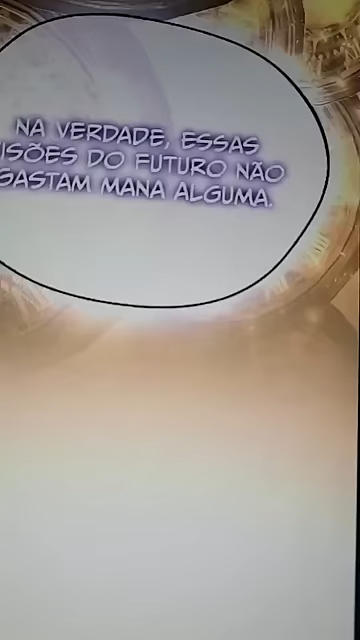 NA VERDADE, ESSAS
ISÕES DO FUTURO NÃO
GASTAM MANA ALGUMA.